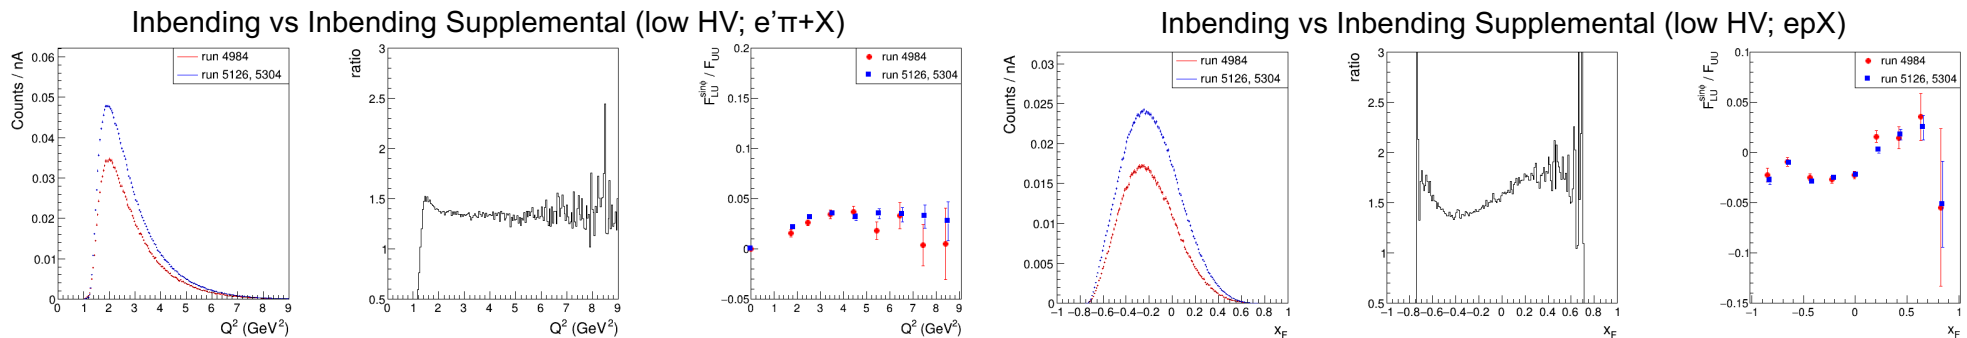 Inbending vs Inbending Supplemental (low HV; e'π+X)
Counts / nA
0.06
0.05
0.04
0.03
0.02
0.01
0
0 1 2 3 4 5 6 7 8 9
Q² (GeV²)
run 4984
run 5126, 5304
ratio
3
2.5
2
1.5
1
0.5
0 1 2 3 4 5 6 7 8 9
Q² (GeV²)
F_LU^sinϕ / F_UU
0.2
0.15
0.1
0.05
0
−0.05
0 1 2 3 4 5 6 7 8 9
Q² (GeV²)
run 4984
run 5126, 5304
Inbending vs Inbending Supplemental (low HV; epX)
Counts / nA
0.03
0.025
0.02
0.015
0.01
0.005
0
−1 −0.8 −0.6 −0.4 −0.2 0 0.2 0.4 0.6 0.8 1
x_F
run 4984
run 5126, 5304
ratio
3
2.5
2
1.5
1
0.5
−1 −0.8 −0.6 −0.4 −0.2 0 0.2 0.4 0.6 0.8 1
x_F
F_LU^sinϕ / F_UU
0.1
0.05
0
−0.05
−0.1
−0.15
−1 −0.5 0 0.5 1
x_F
run 4984
run 5126, 5304